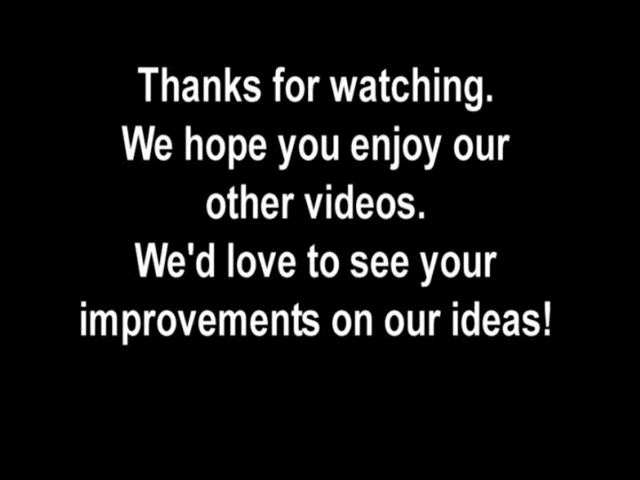 Thanks for watching.
We hope you enjoy our
other videos.
We'd love to see your
improvements on our ideas!